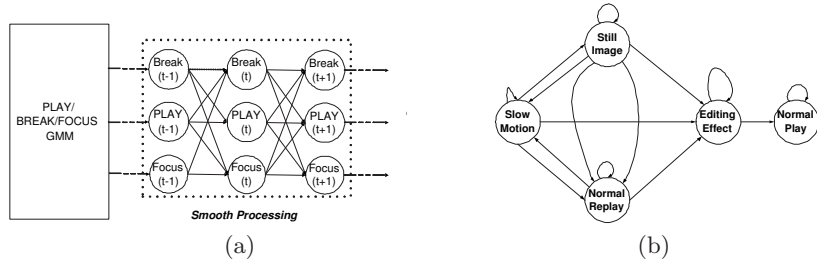 PLAY/
BREAK/FOCUS
GMM
Break
(t-1)
Break
(t)
Break
(t+1)
PLAY
(t-1)
PLAY
(t)
PLAY
(t+1)
Focus
(t-1)
Focus
(t)
Focus
(t+1)
Smooth Processing
(a)
Still
Image
Slow
Motion
Editing
Effect
Normal
Play
Normal
Replay
(b)